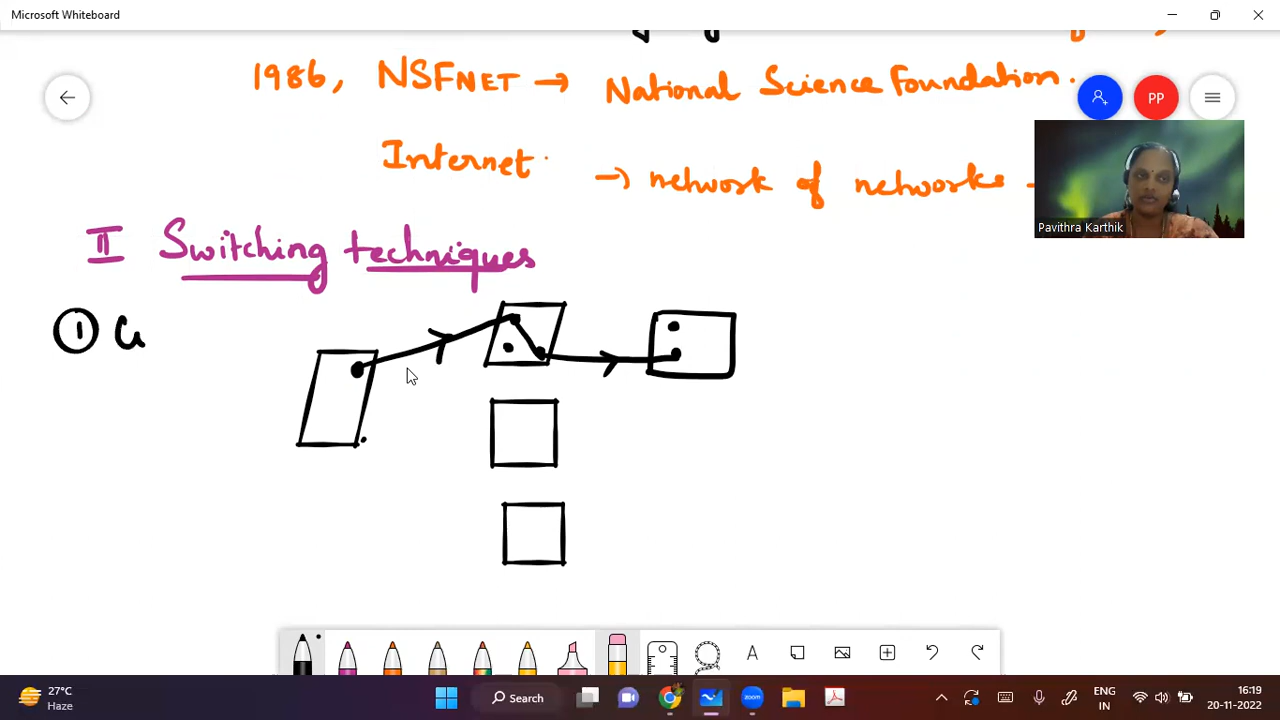 Microsoft Whiteboard
1986, NSFNET → National Science Foundation.
PP
Internet. → network of networks -
Pavithra Karthik
II Switching techniques
① Ci
A
27°C
Haze
Search
ENG
IN
16:19
20-11-2022